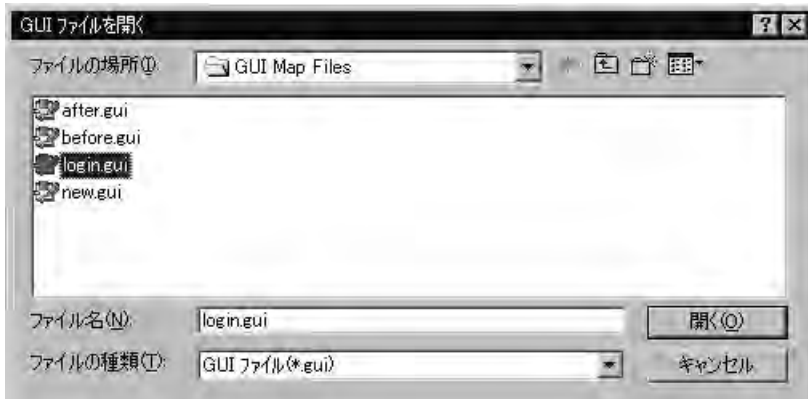 GUI ファイルを開く
ファイルの場所(I):
GUI Map Files
after.gui
before.gui
login.gui
new.gui
ファイル名(N):
login.gui
開く(O)
ファイルの種類(T):
GUI ファイル(*.gui)
キャンセル